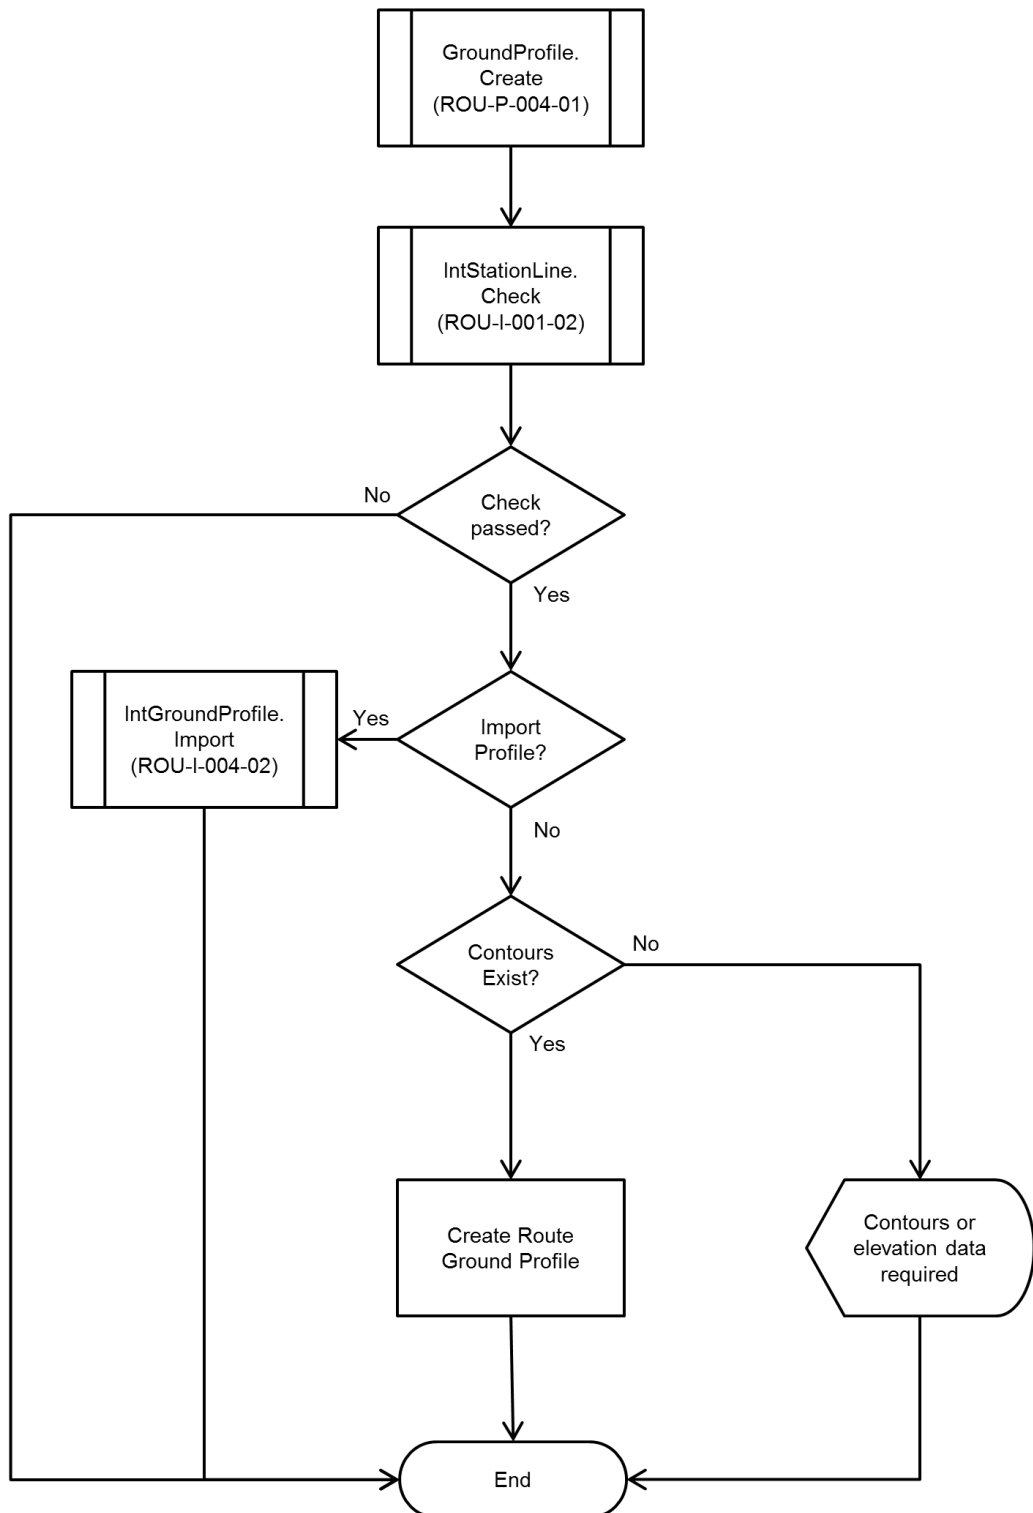 GroundProfile.
Create
(ROU-P-004-01)
IntStationLine.
Check
(ROU-I-001-02)
No
Check
passed?
Yes
IntGroundProfile.
Import
(ROU-I-004-02)
Yes
Import
Profile?
No
Contours
Exist?
No
Yes
Create Route
Ground Profile
Contours or
elevation data
required
End